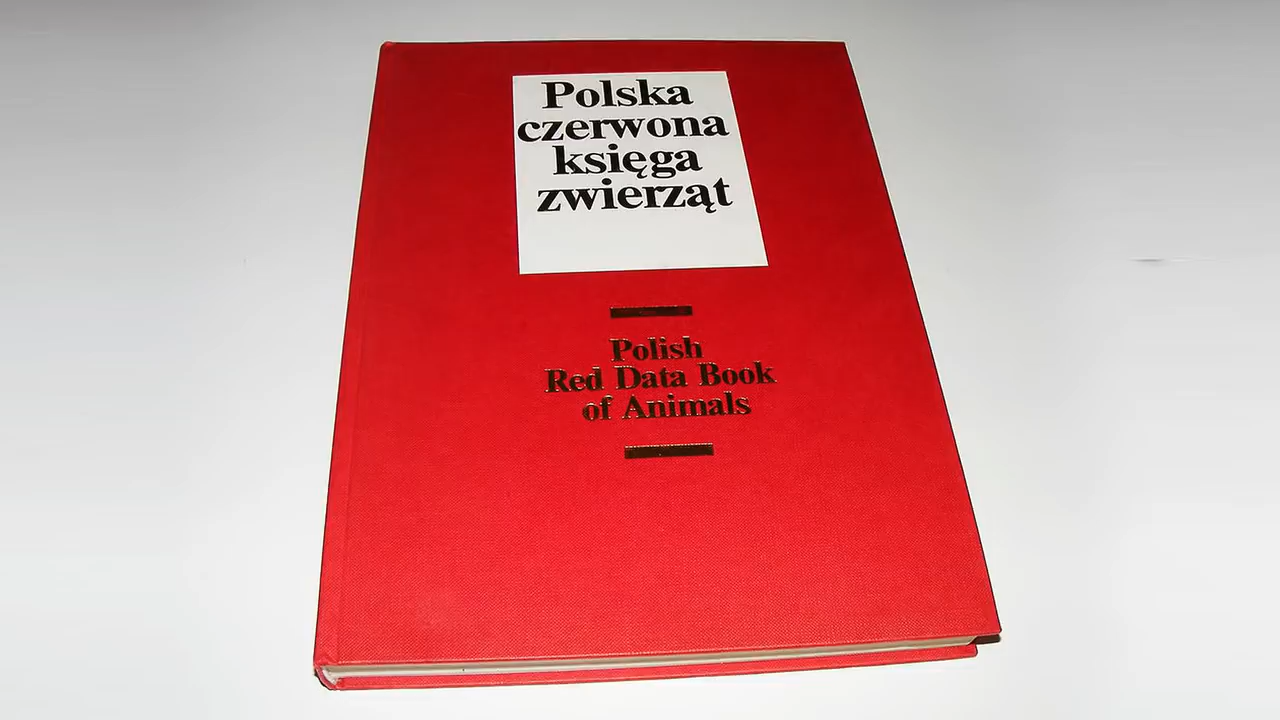 Polska
czerwona
księga
zwierząt
Polish
Red Data Book
of Animals